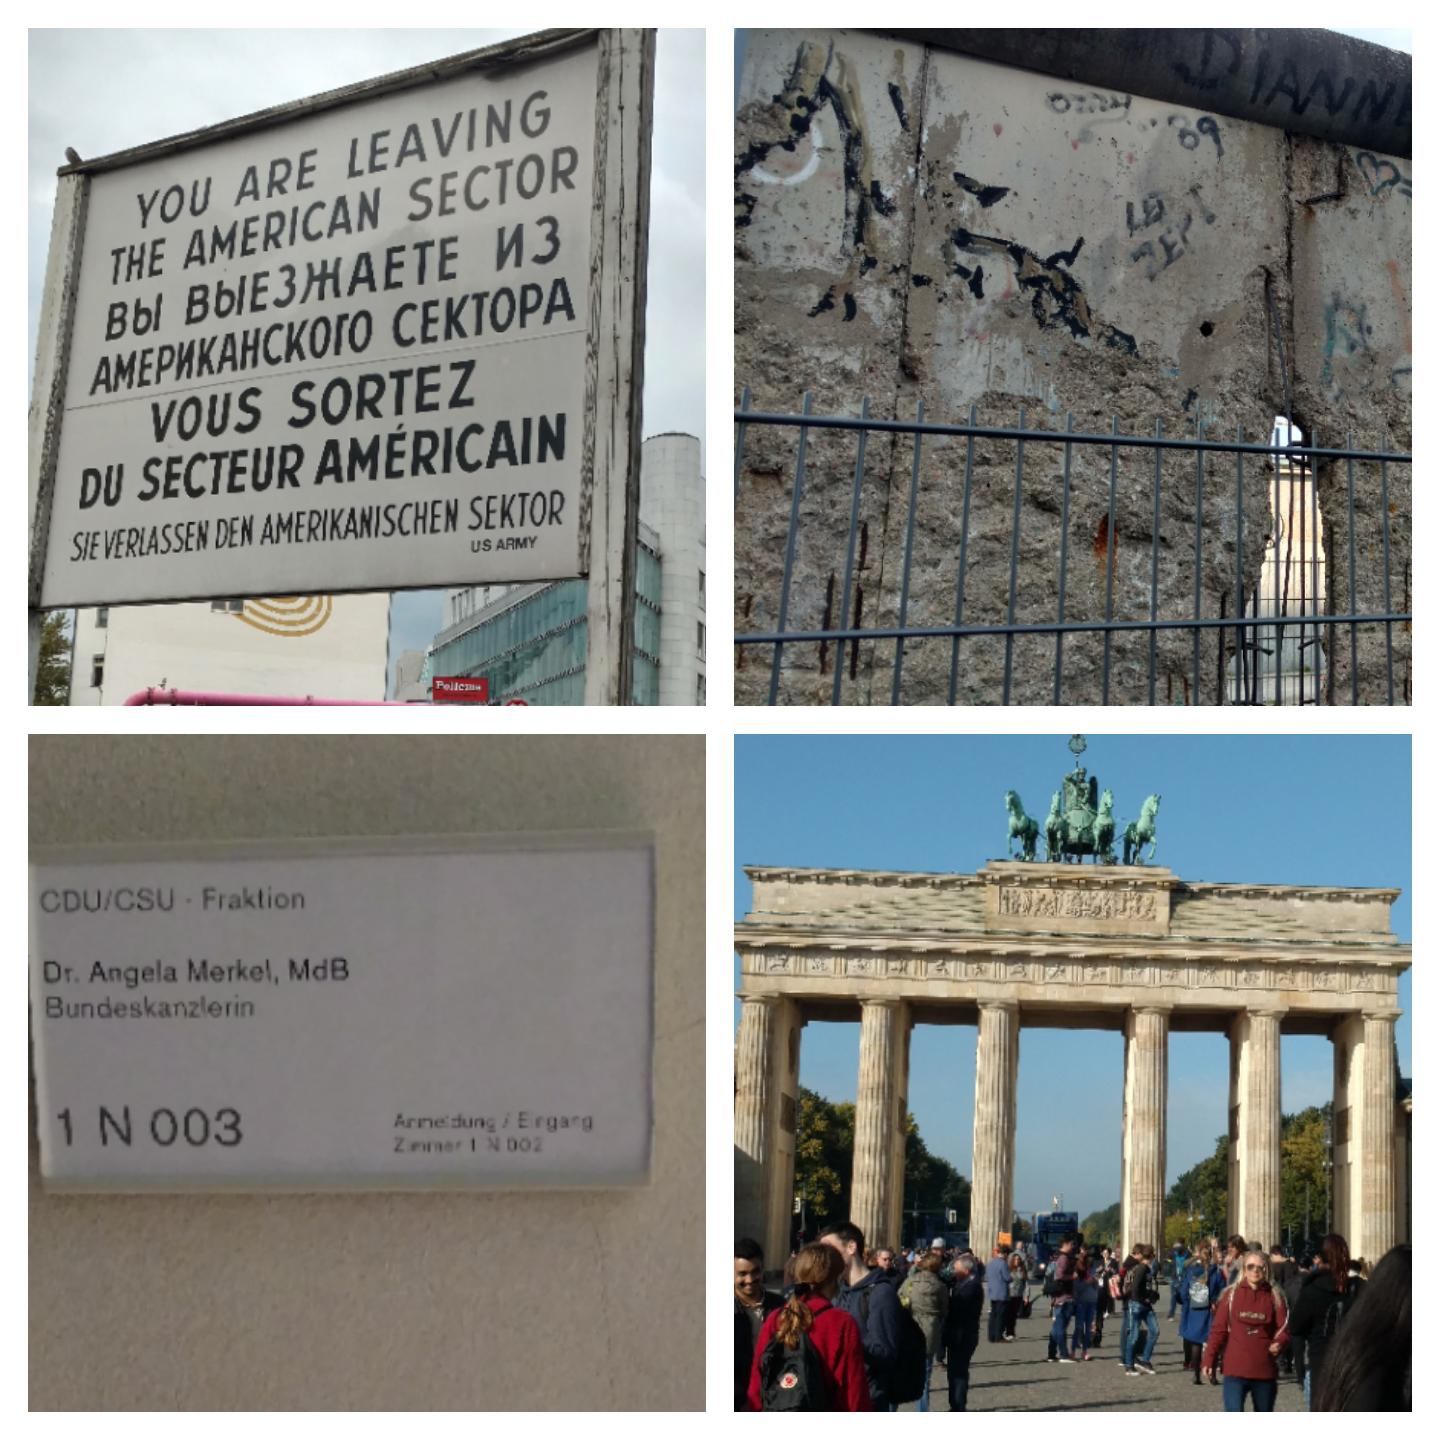 YOU ARE LEAVING
THE AMERICAN SECTOR
ВЫ ВЫЕЗЖАЕТЕ ИЗ
АМЕРИКАНСКОГО СЕКТОРА
VOUS SORTEZ
DU SECTEUR AMÉRICAIN
SIE VERLASSEN DEN AMERIKANISCHEN SEKTOR
US ARMY
DIANNE
89
CDU/CSU - Fraktion
Dr. Angela Merkel, MdB
Bundeskanzlerin
1 N 003
Anmeldung / Eingang
Zimmer 1 N 002